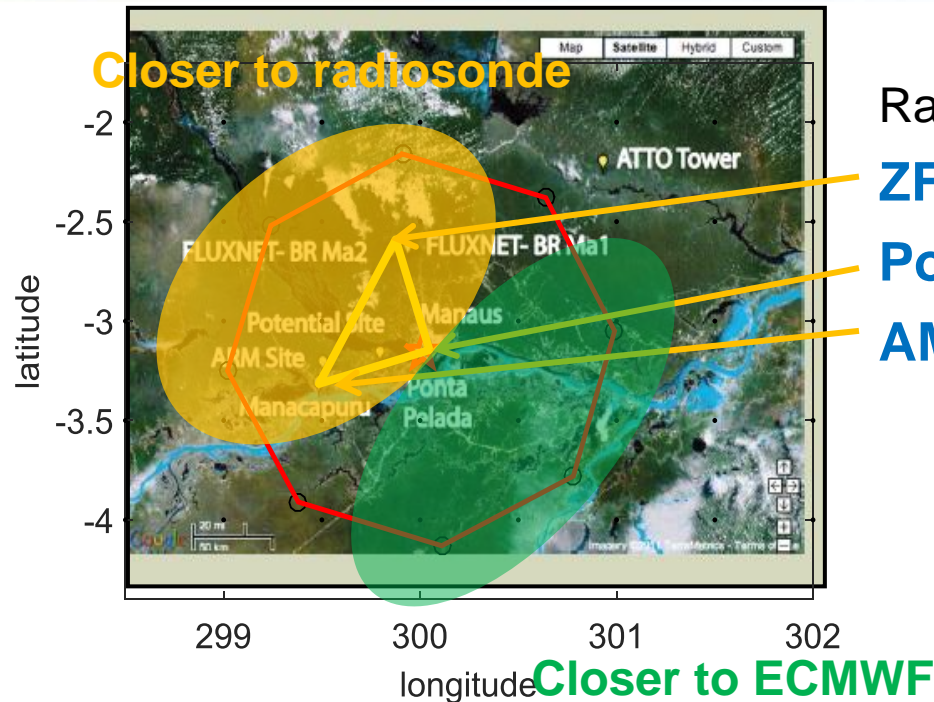 Map Satellite Hybrid Custom
Closer to radiosonde
Ra
ATTO Tower
ZF
FLUXNET- BR Ma2
FLUXNET- BR Ma1
Po
Potential Site
Manaus
AM
ARM Site
Manacapuru
Ponta
Pelada
20 mi
50 km
-2
-2.5
-3
-3.5
-4
latitude
299 300 301 302
longitude
Closer to ECMWF